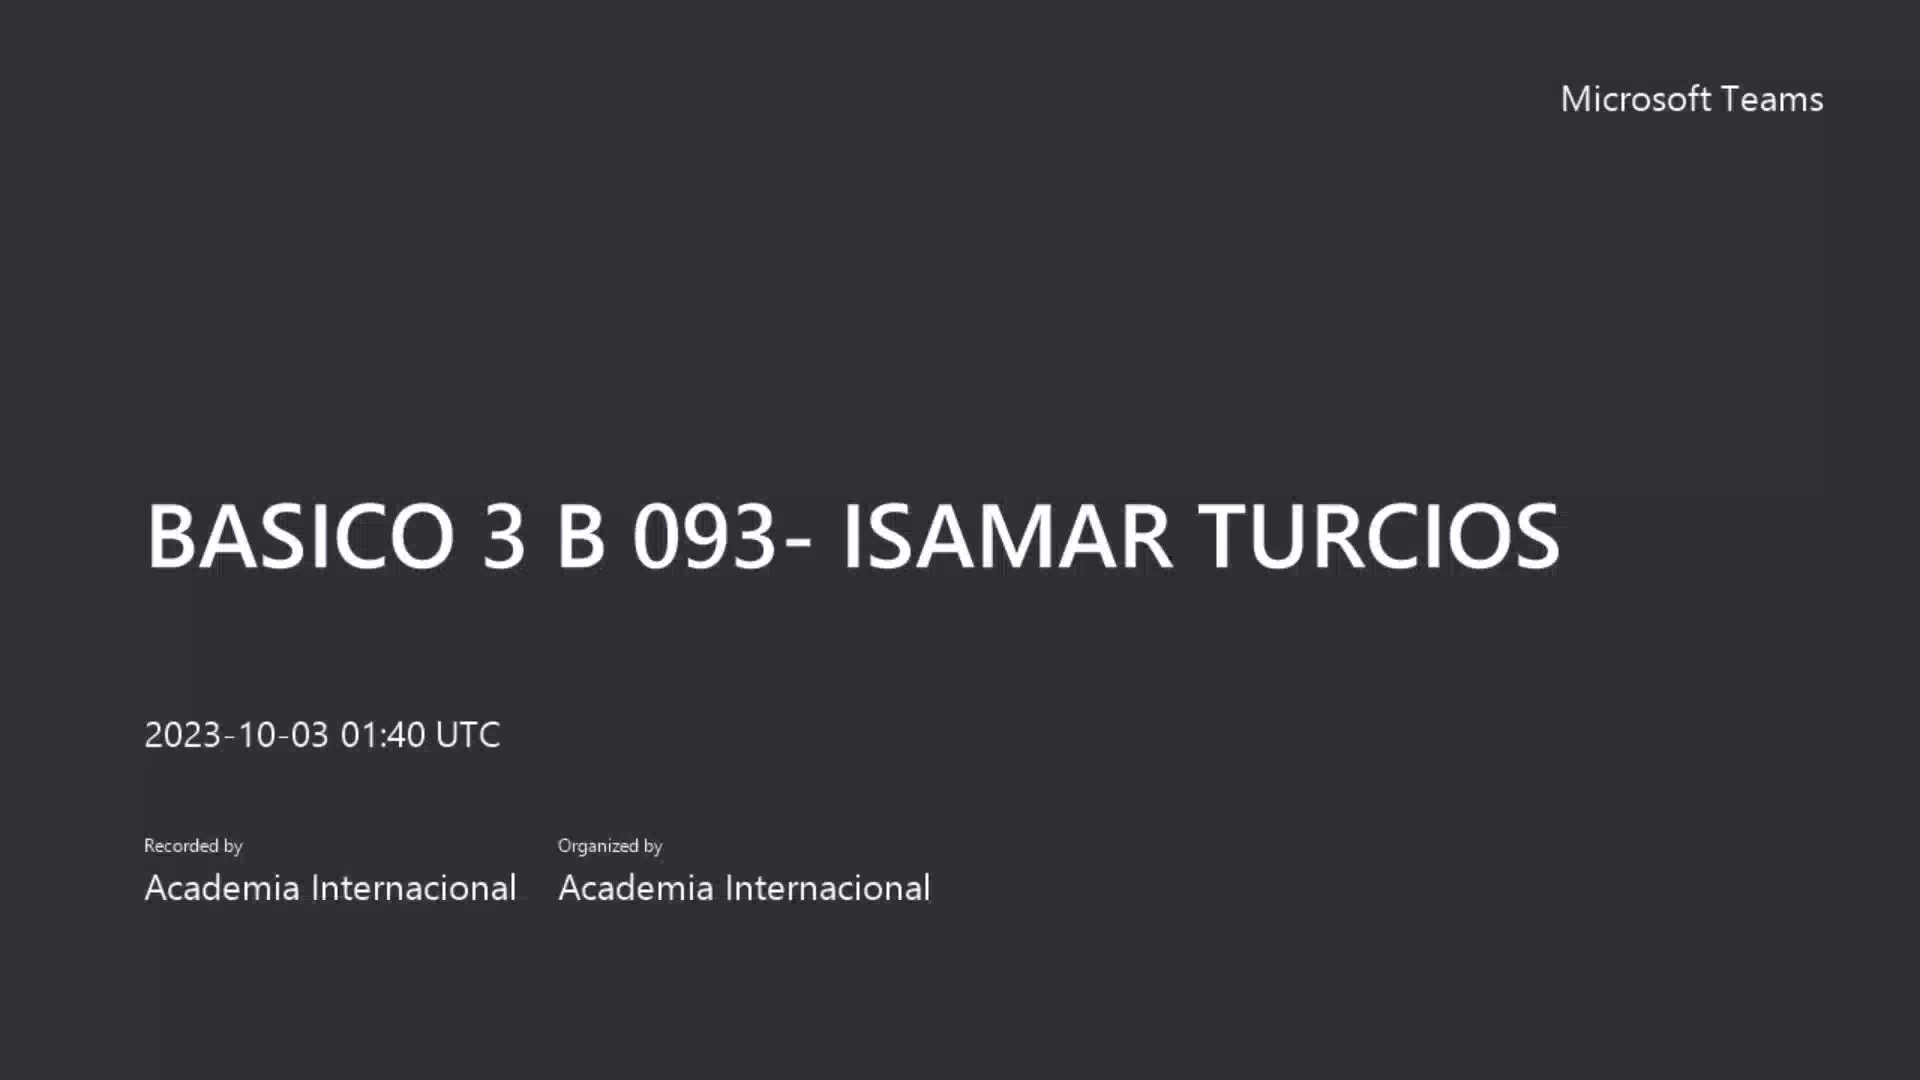 Microsoft Teams
BASICO 3 B 093- ISAMAR TURCIOS
2023-10-03 01:40 UTC
Recorded by
Organized by
Academia Internacional
Academia Internacional